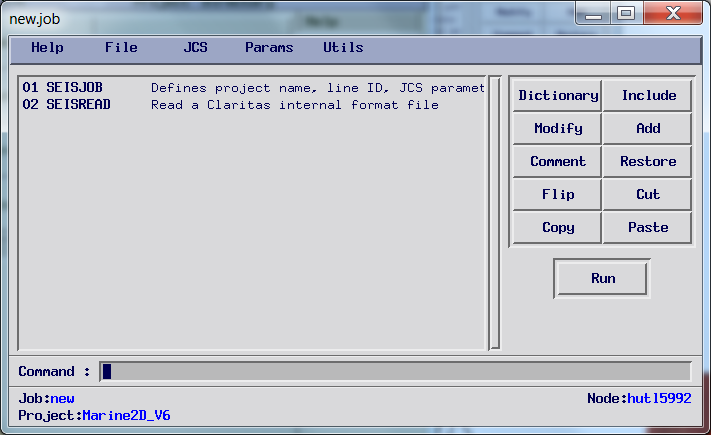 new.job
Help File JCS Params Utils
01 SEISJOB Defines project name, line ID, JCS paramet
02 SEISREAD Read a Claritas internal format file
Dictionary Include
Modify Add
Comment Restore
Flip Cut
Copy Paste
Run
Command :
Job:new
Node:hutl5992
Project:Marine2D_V6